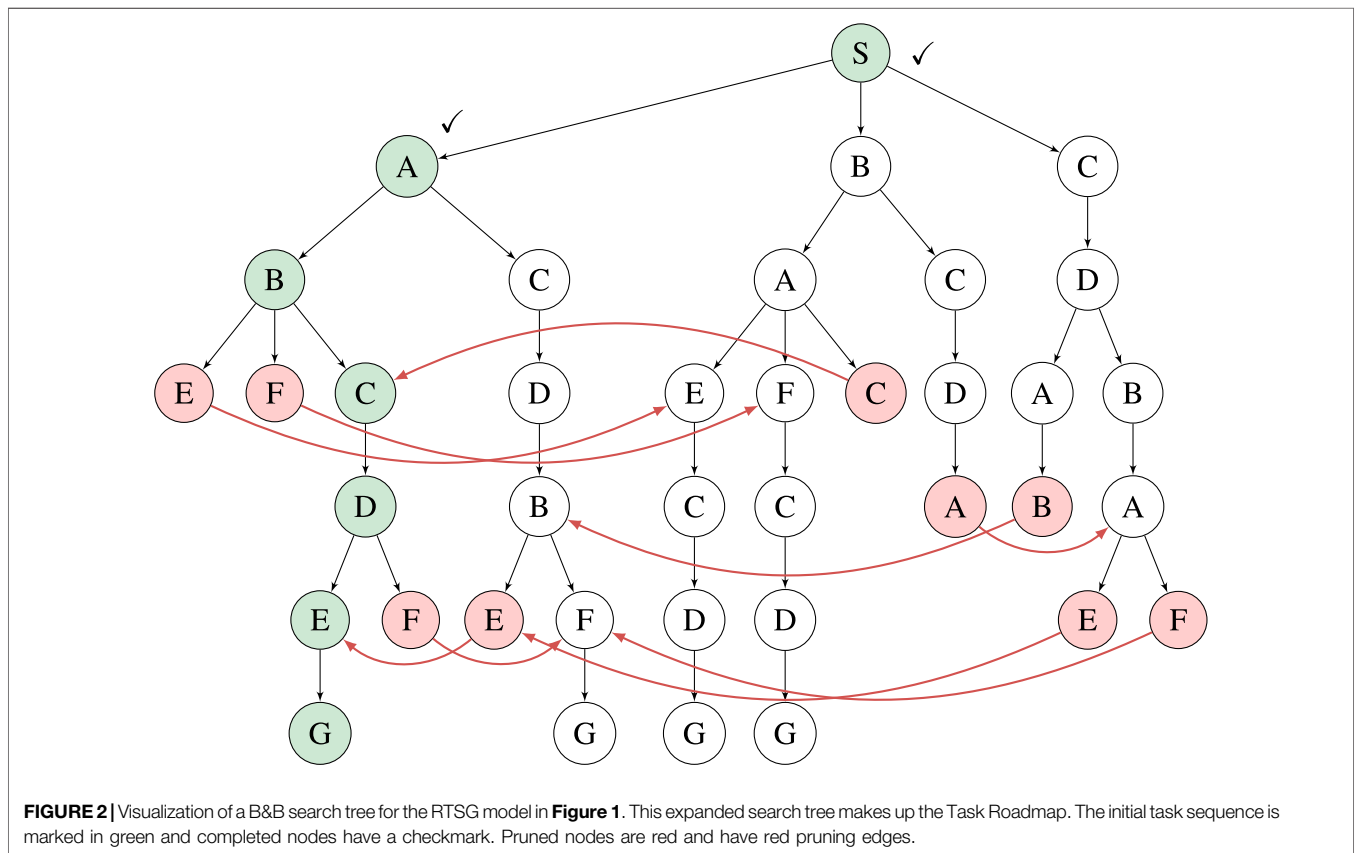 S ✓
✓
A B C
B C A C D
E F C D E F C D A B
D B C C A B A
E F E F D D E F
G G G G
FIGURE 2 | Visualization of a B&B search tree for the RTSG model in Figure 1. This expanded search tree makes up the Task Roadmap. The initial task sequence is
marked in green and completed nodes have a checkmark. Pruned nodes are red and have red pruning edges.